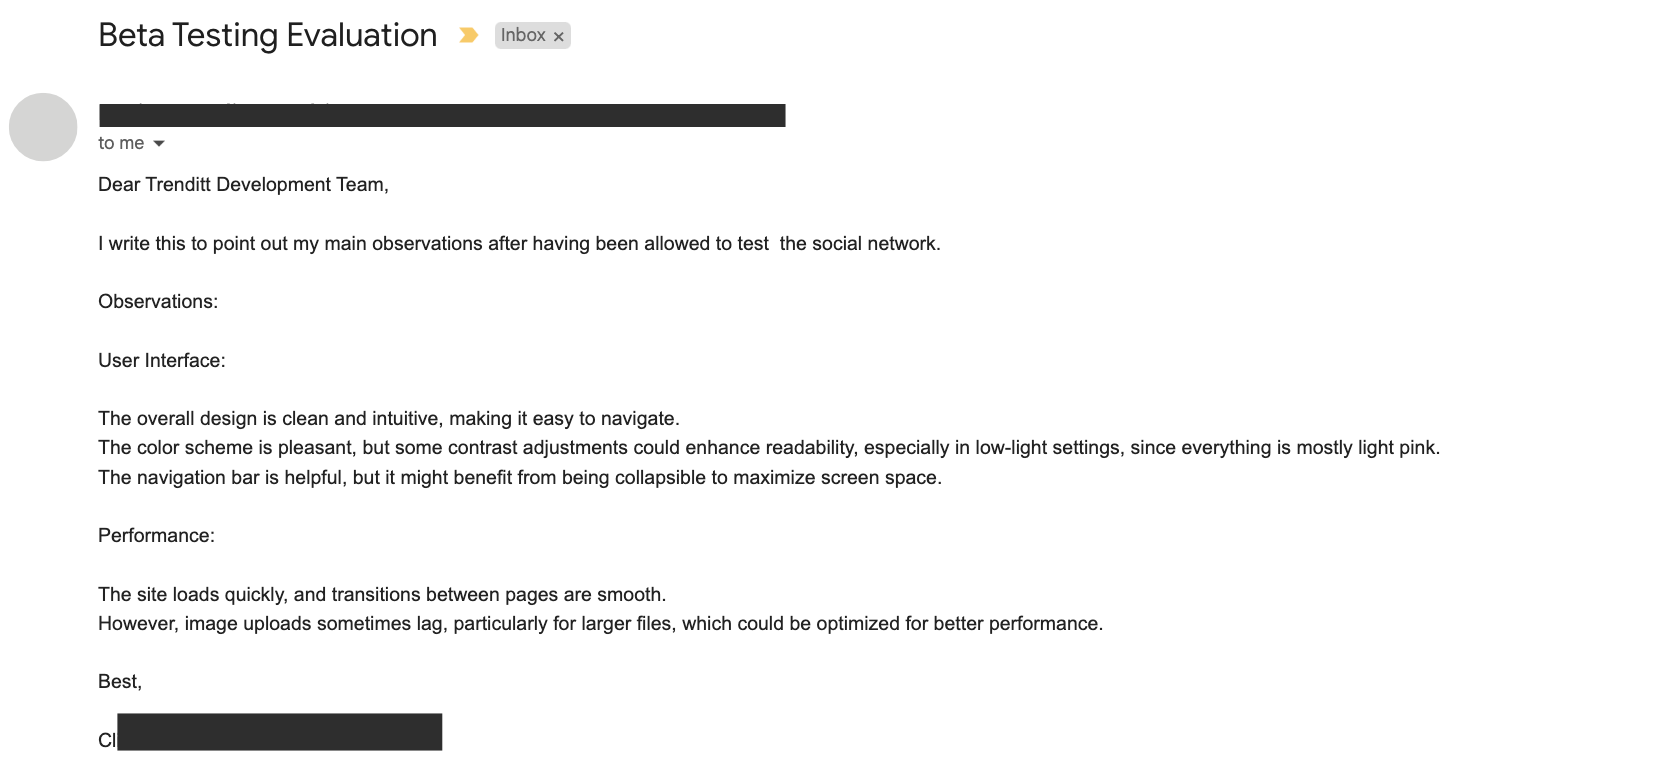 Beta Testing Evaluation Inbox ×
to me
Dear Trenditt Development Team,
I write this to point out my main observations after having been allowed to test  the social network.
Observations:
User Interface:
The overall design is clean and intuitive, making it easy to navigate.
The color scheme is pleasant, but some contrast adjustments could enhance readability, especially in low-light settings, since everything is mostly light pink.
The navigation bar is helpful, but it might benefit from being collapsible to maximize screen space.
Performance:
The site loads quickly, and transitions between pages are smooth.
However, image uploads sometimes lag, particularly for larger files, which could be optimized for better performance.
Best,
Cl